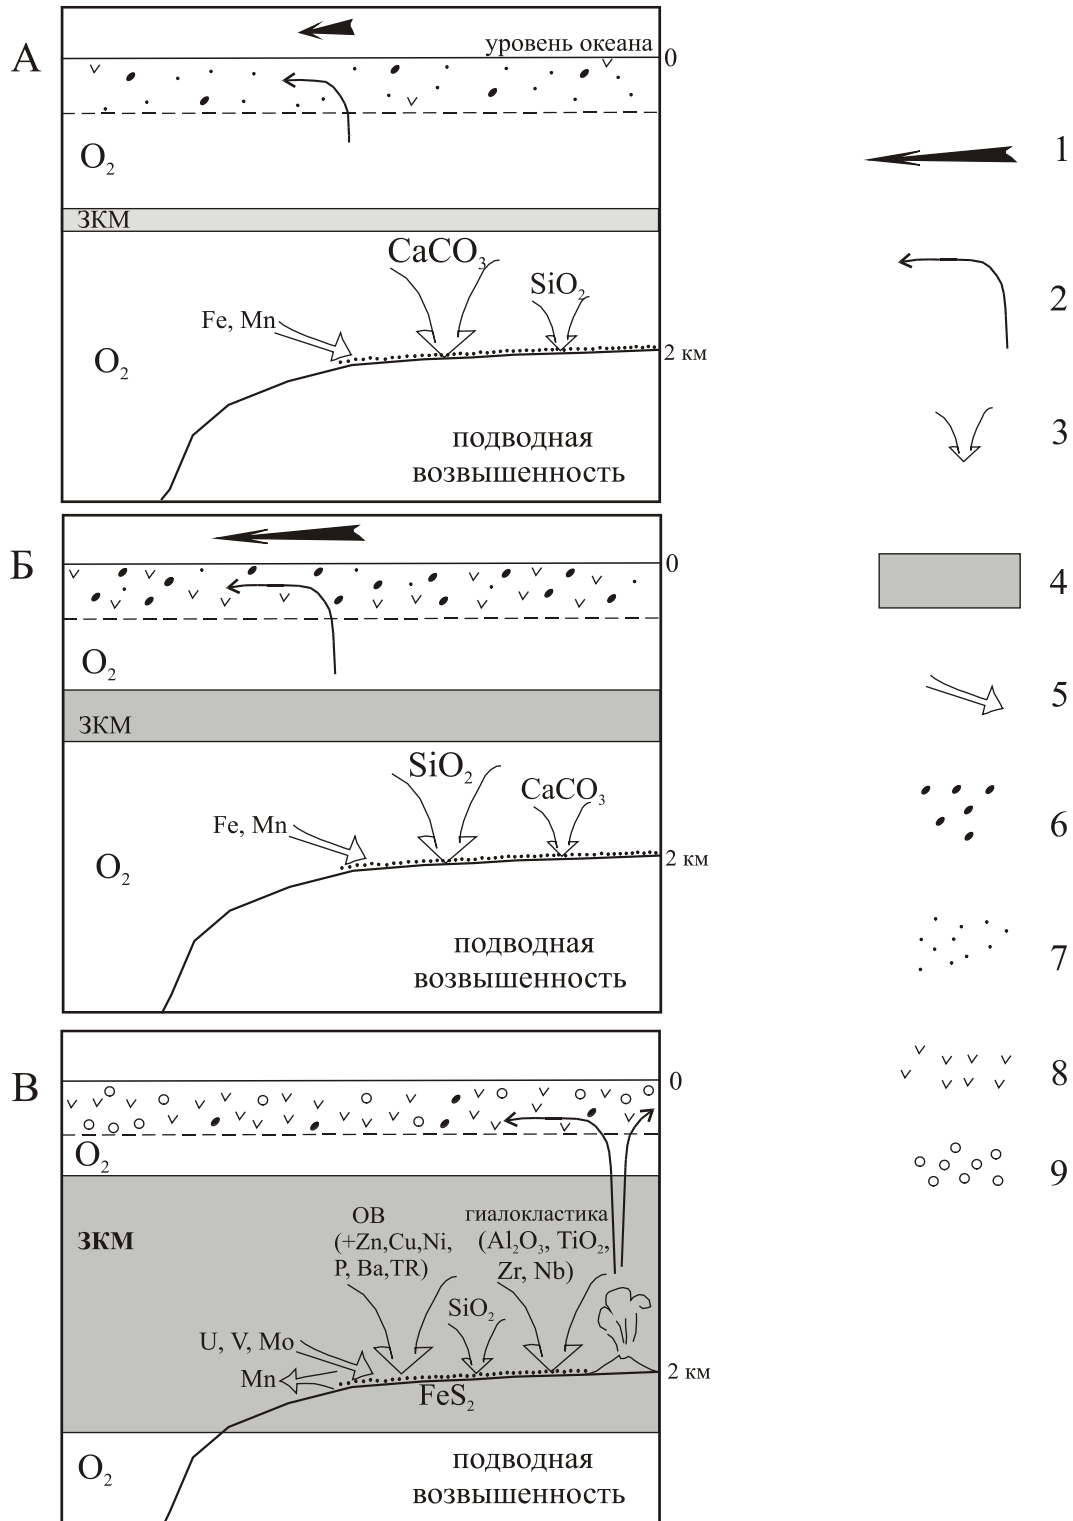 А
уровень океана
0
O2
ЗКМ
CaCO3
SiO2
Fe, Mn
O2
2 км
подводная
возвышенность
Б
0
O2
ЗКМ
SiO2
CaCO3
Fe, Mn
O2
2 км
подводная
возвышенность
В
0
O2
ЗКМ
ОВ
(+Zn,Cu,Ni,
P, Ba,TR)
гиалокластика
(Al2O3, TiO2,
Zr, Nb)
SiO2
U, V, Mo
Mn
FeS2
2 км
O2
подводная
возвышенность
1
2
3
4
5
6
7
8
9